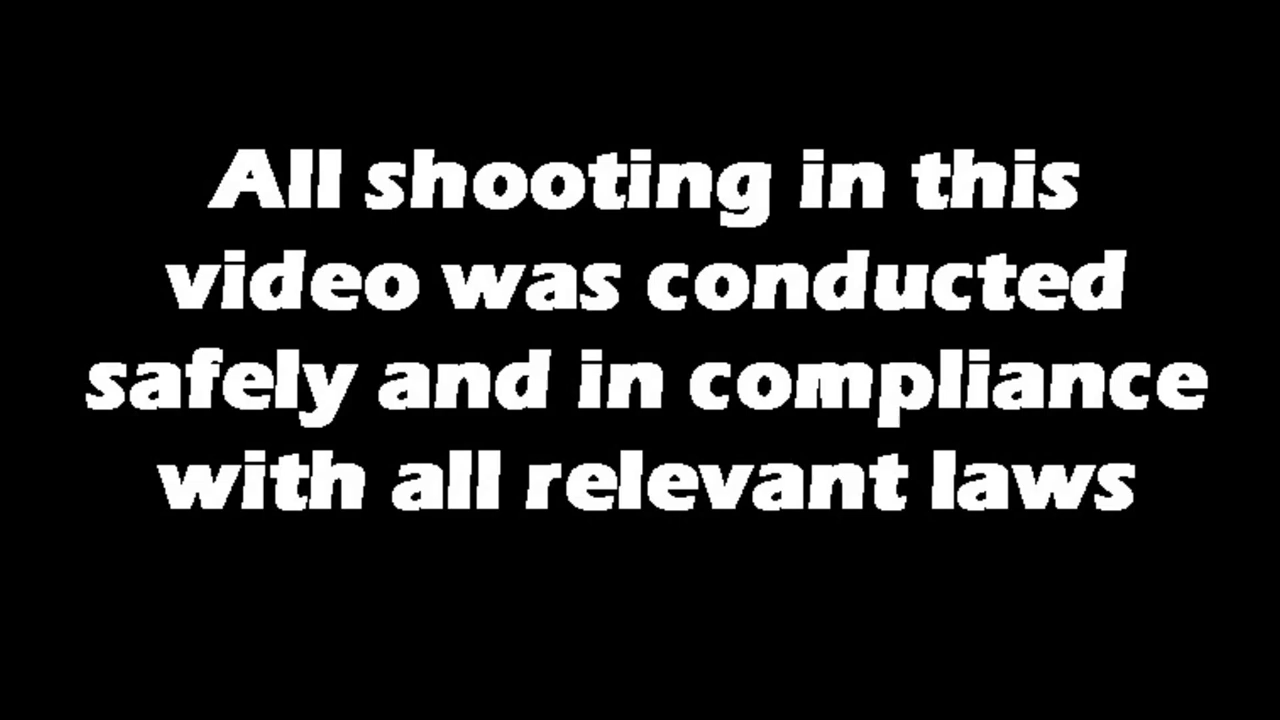 All shooting in this
video was conducted
safely and in compliance
with all relevant laws